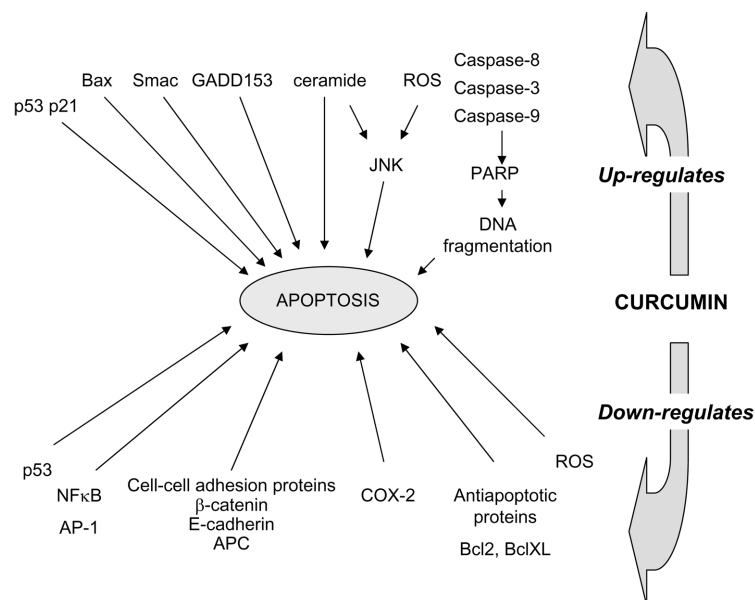 Caspase-8
Bax Smac GADD153 ceramide ROS
Caspase-3
p53 p21
Caspase-9
JNK
PARP
Up-regulates
DNA
fragmentation
APOPTOSIS
CURCUMIN
Down-regulates
p53
ROS
NFκB
AP-1
Cell-cell adhesion proteins
β-catenin
E-cadherin
APC
COX-2
Antiapoptotic
proteins
Bcl2, BclXL